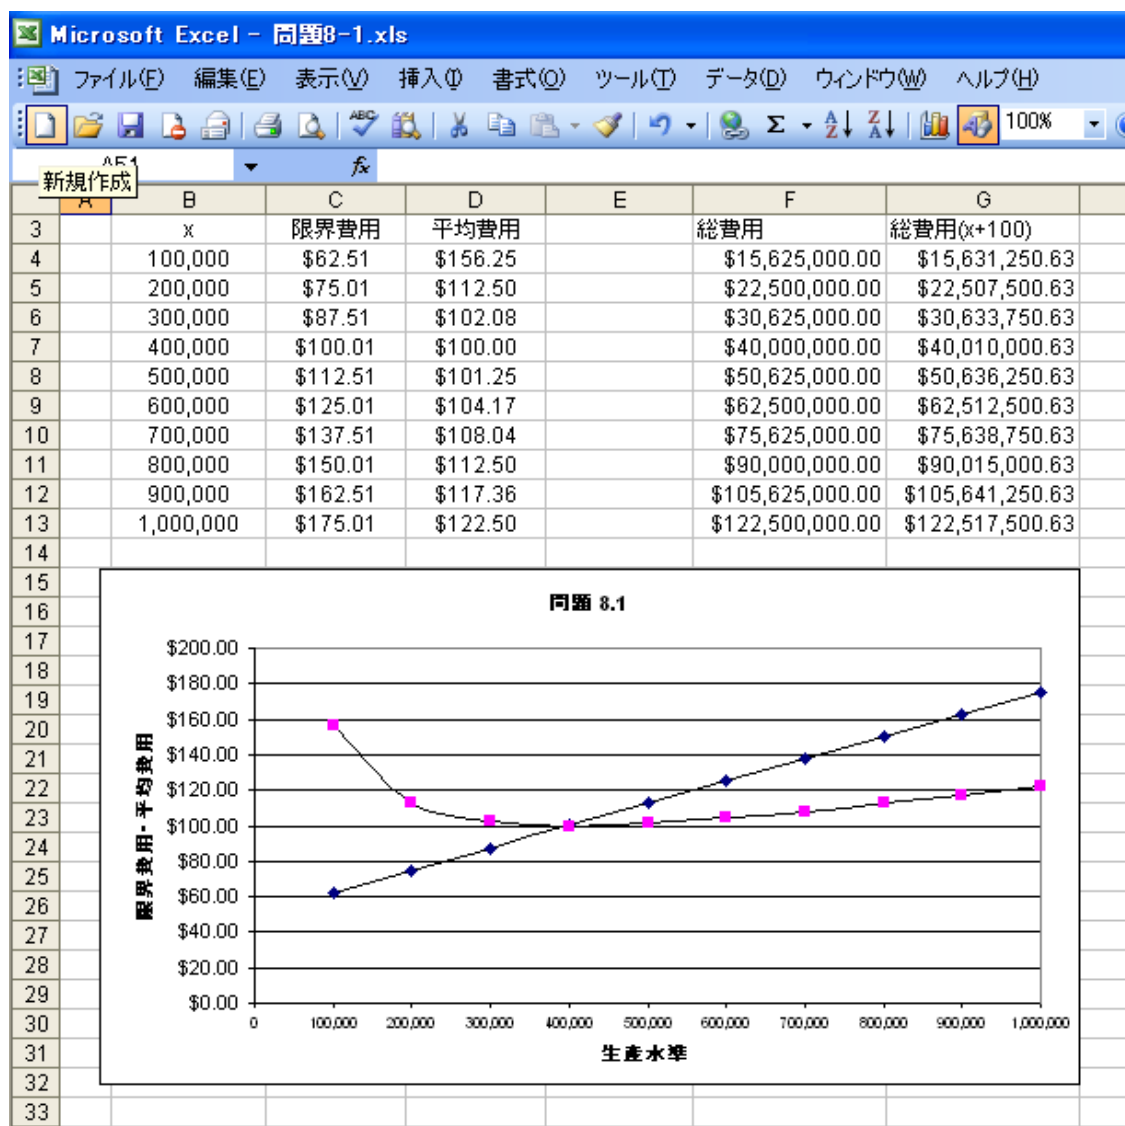 Microsoft Excel - 問題8-1.xls
ファイル(F) 編集(E) 表示(V) 挿入(I) 書式(O) ツール(T) データ(D) ウィンドウ(W) ヘルプ(H)
100%
新規作成
fx
A B C D E F G
3 x 限界費用 平均費用 総費用 総費用(x+100)
4 100,000 $62.51 $156.25 $15,625,000.00 $15,631,250.63
5 200,000 $75.01 $112.50 $22,500,000.00 $22,507,500.63
6 300,000 $87.51 $102.08 $30,625,000.00 $30,633,750.63
7 400,000 $100.01 $100.00 $40,000,000.00 $40,010,000.63
8 500,000 $112.51 $101.25 $50,625,000.00 $50,636,250.63
9 600,000 $125.01 $104.17 $62,500,000.00 $62,512,500.63
10 700,000 $137.51 $108.04 $75,625,000.00 $75,638,750.63
11 800,000 $150.01 $112.50 $90,000,000.00 $90,015,000.63
12 900,000 $162.51 $117.36 $105,625,000.00 $105,641,250.63
13 1,000,000 $175.01 $122.50 $122,500,000.00 $122,517,500.63
14
15
16
17
18
19
20
21
22
23
24
25
26
27
28
29
30
31
32
33
問題 8.1
限界費用・平均費用
$200.00
$180.00
$160.00
$140.00
$120.00
$100.00
$80.00
$60.00
$40.00
$20.00
$0.00
0 100,000 200,000 300,000 400,000 500,000 600,000 700,000 800,000 900,000 1,000,000
生産水準